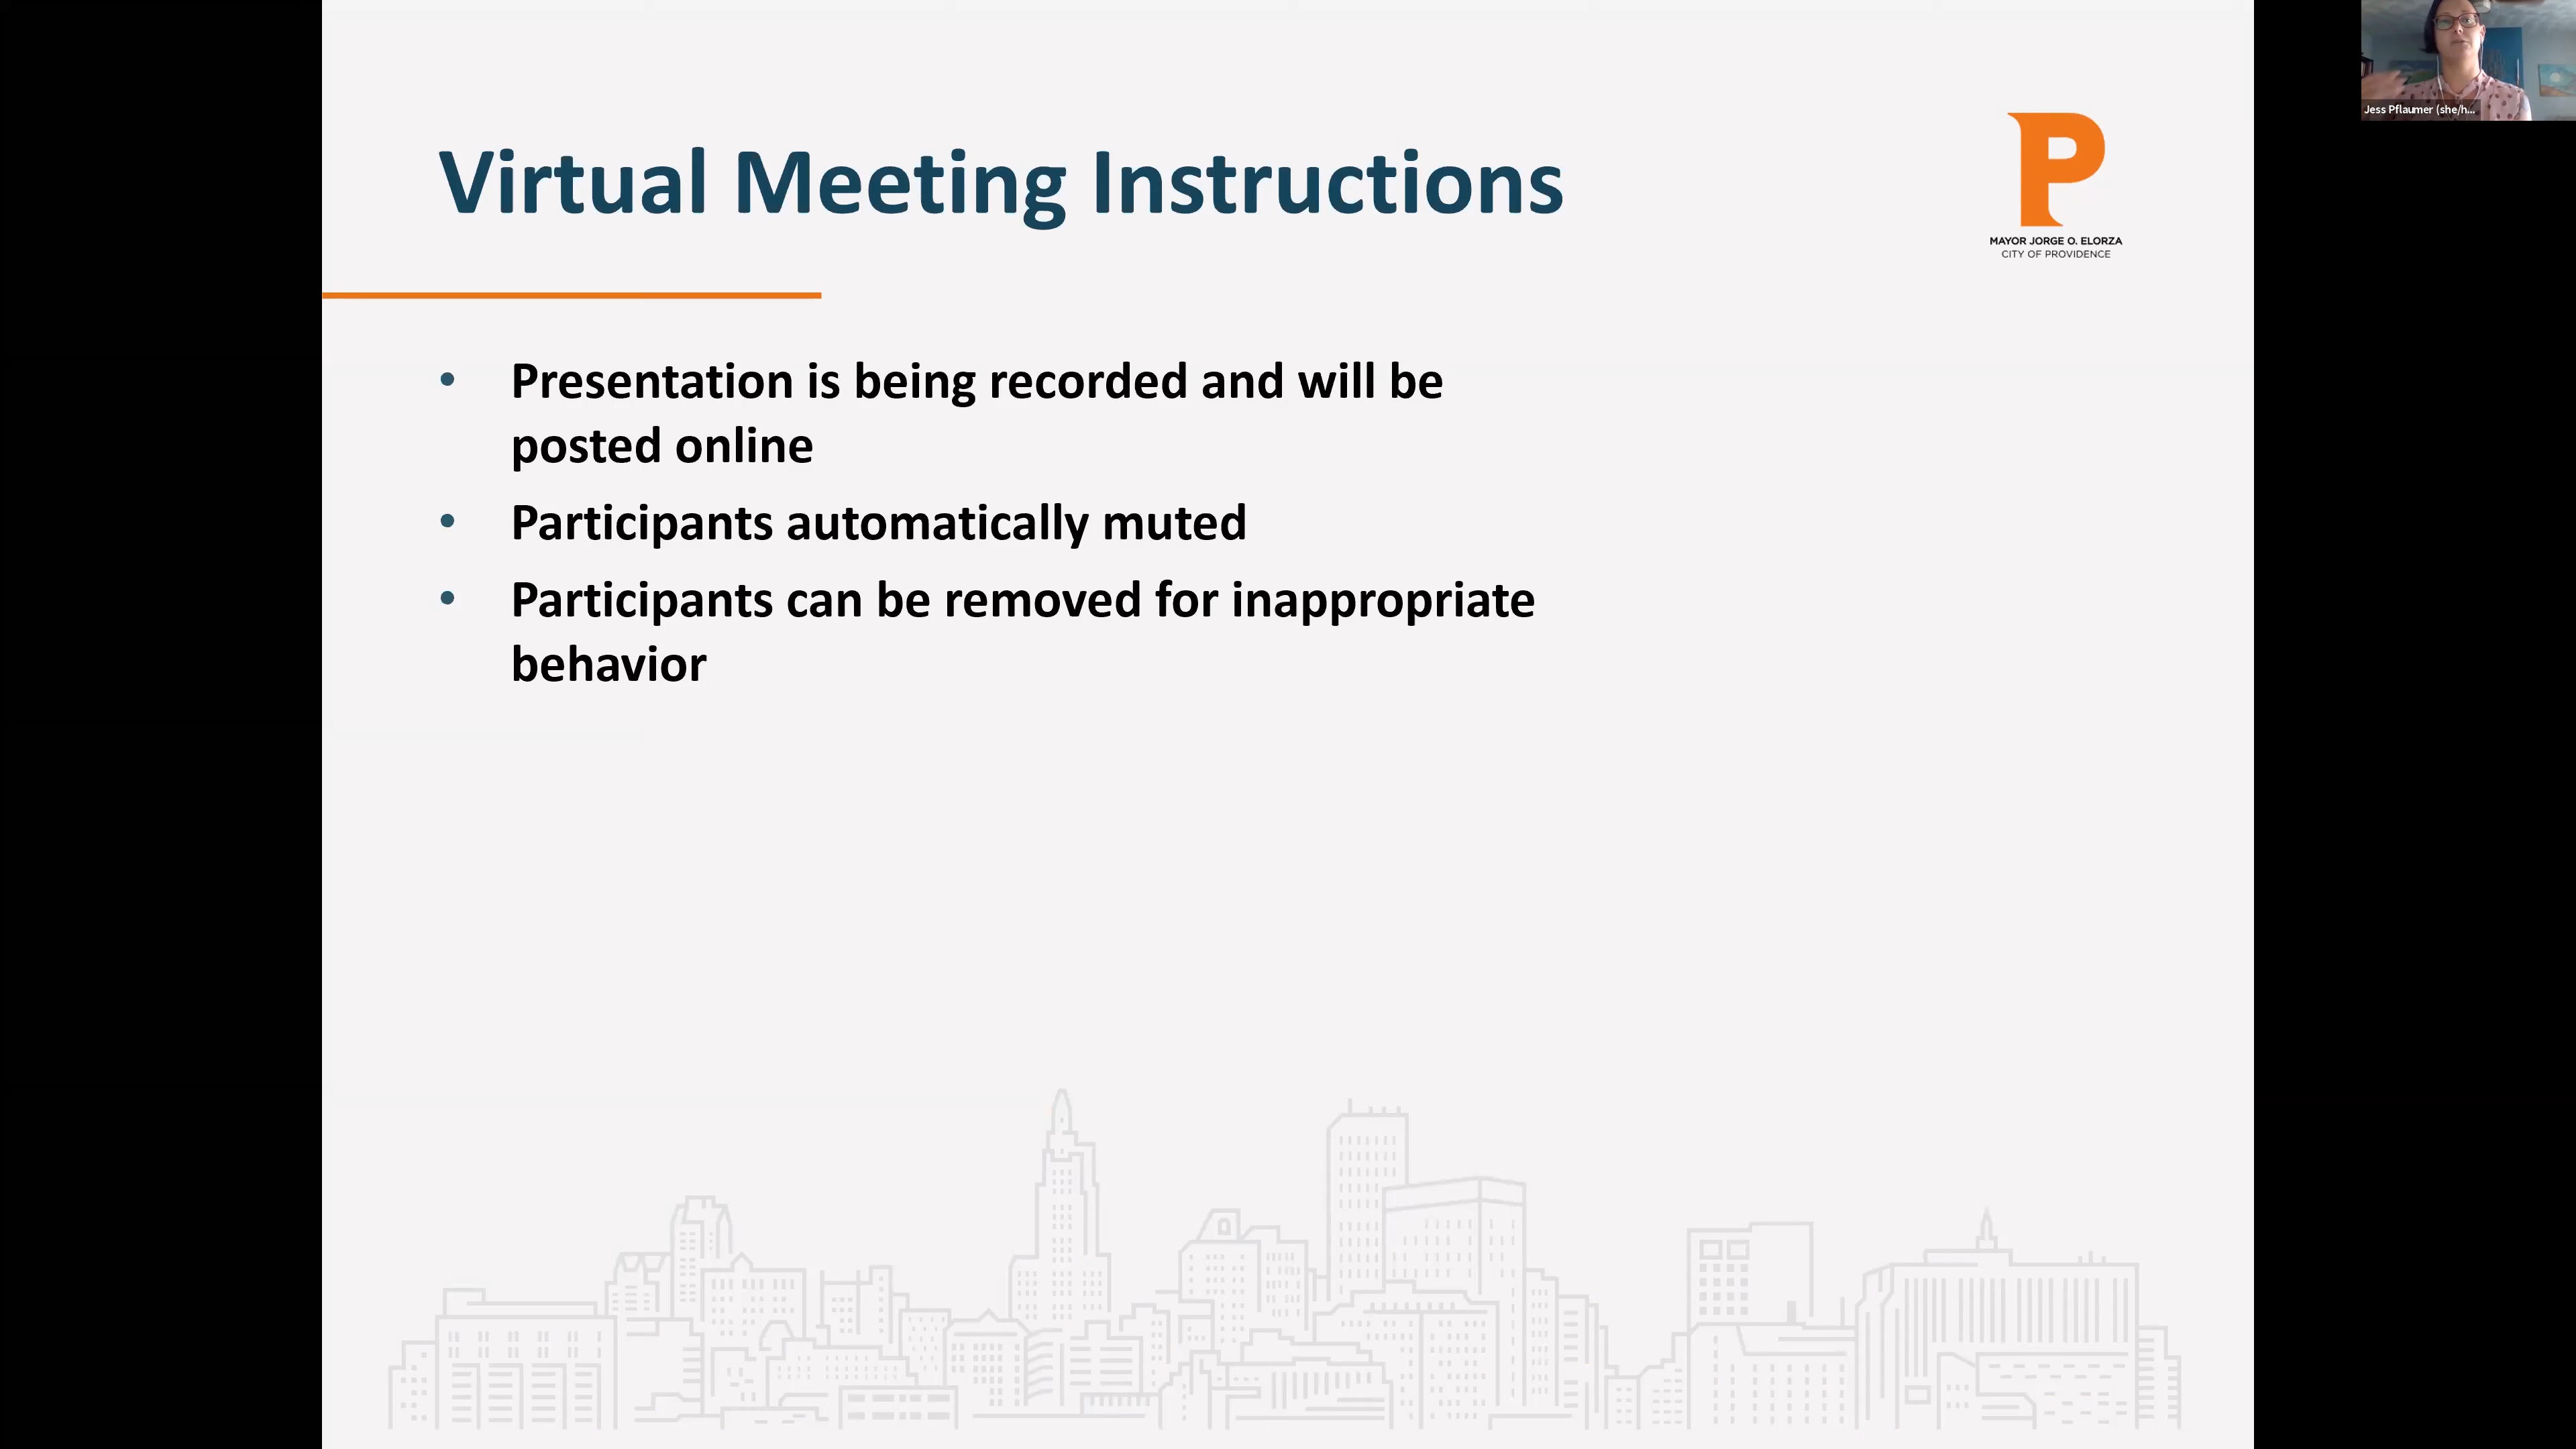 Virtual Meeting Instructions
P
MAYOR JORGE O. ELORZA
CITY OF PROVIDENCE
• Presentation is being recorded and will be
posted online
• Participants automatically muted
• Participants can be removed for inappropriate
behavior
Jess Pflaumer (she/h...